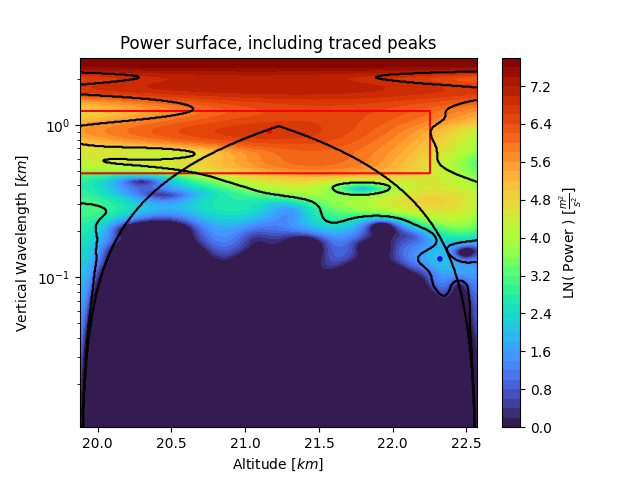 Power surface, including traced peaks
Vertical Wavelength [km]
10⁰
10⁻¹
20.0 20.5 21.0 21.5 22.0 22.5
Altitude [km]
7.2
6.4
5.6
4.8
4.0
3.2
2.4
1.6
0.8
0.0
LN( Power ) [m²/s²]